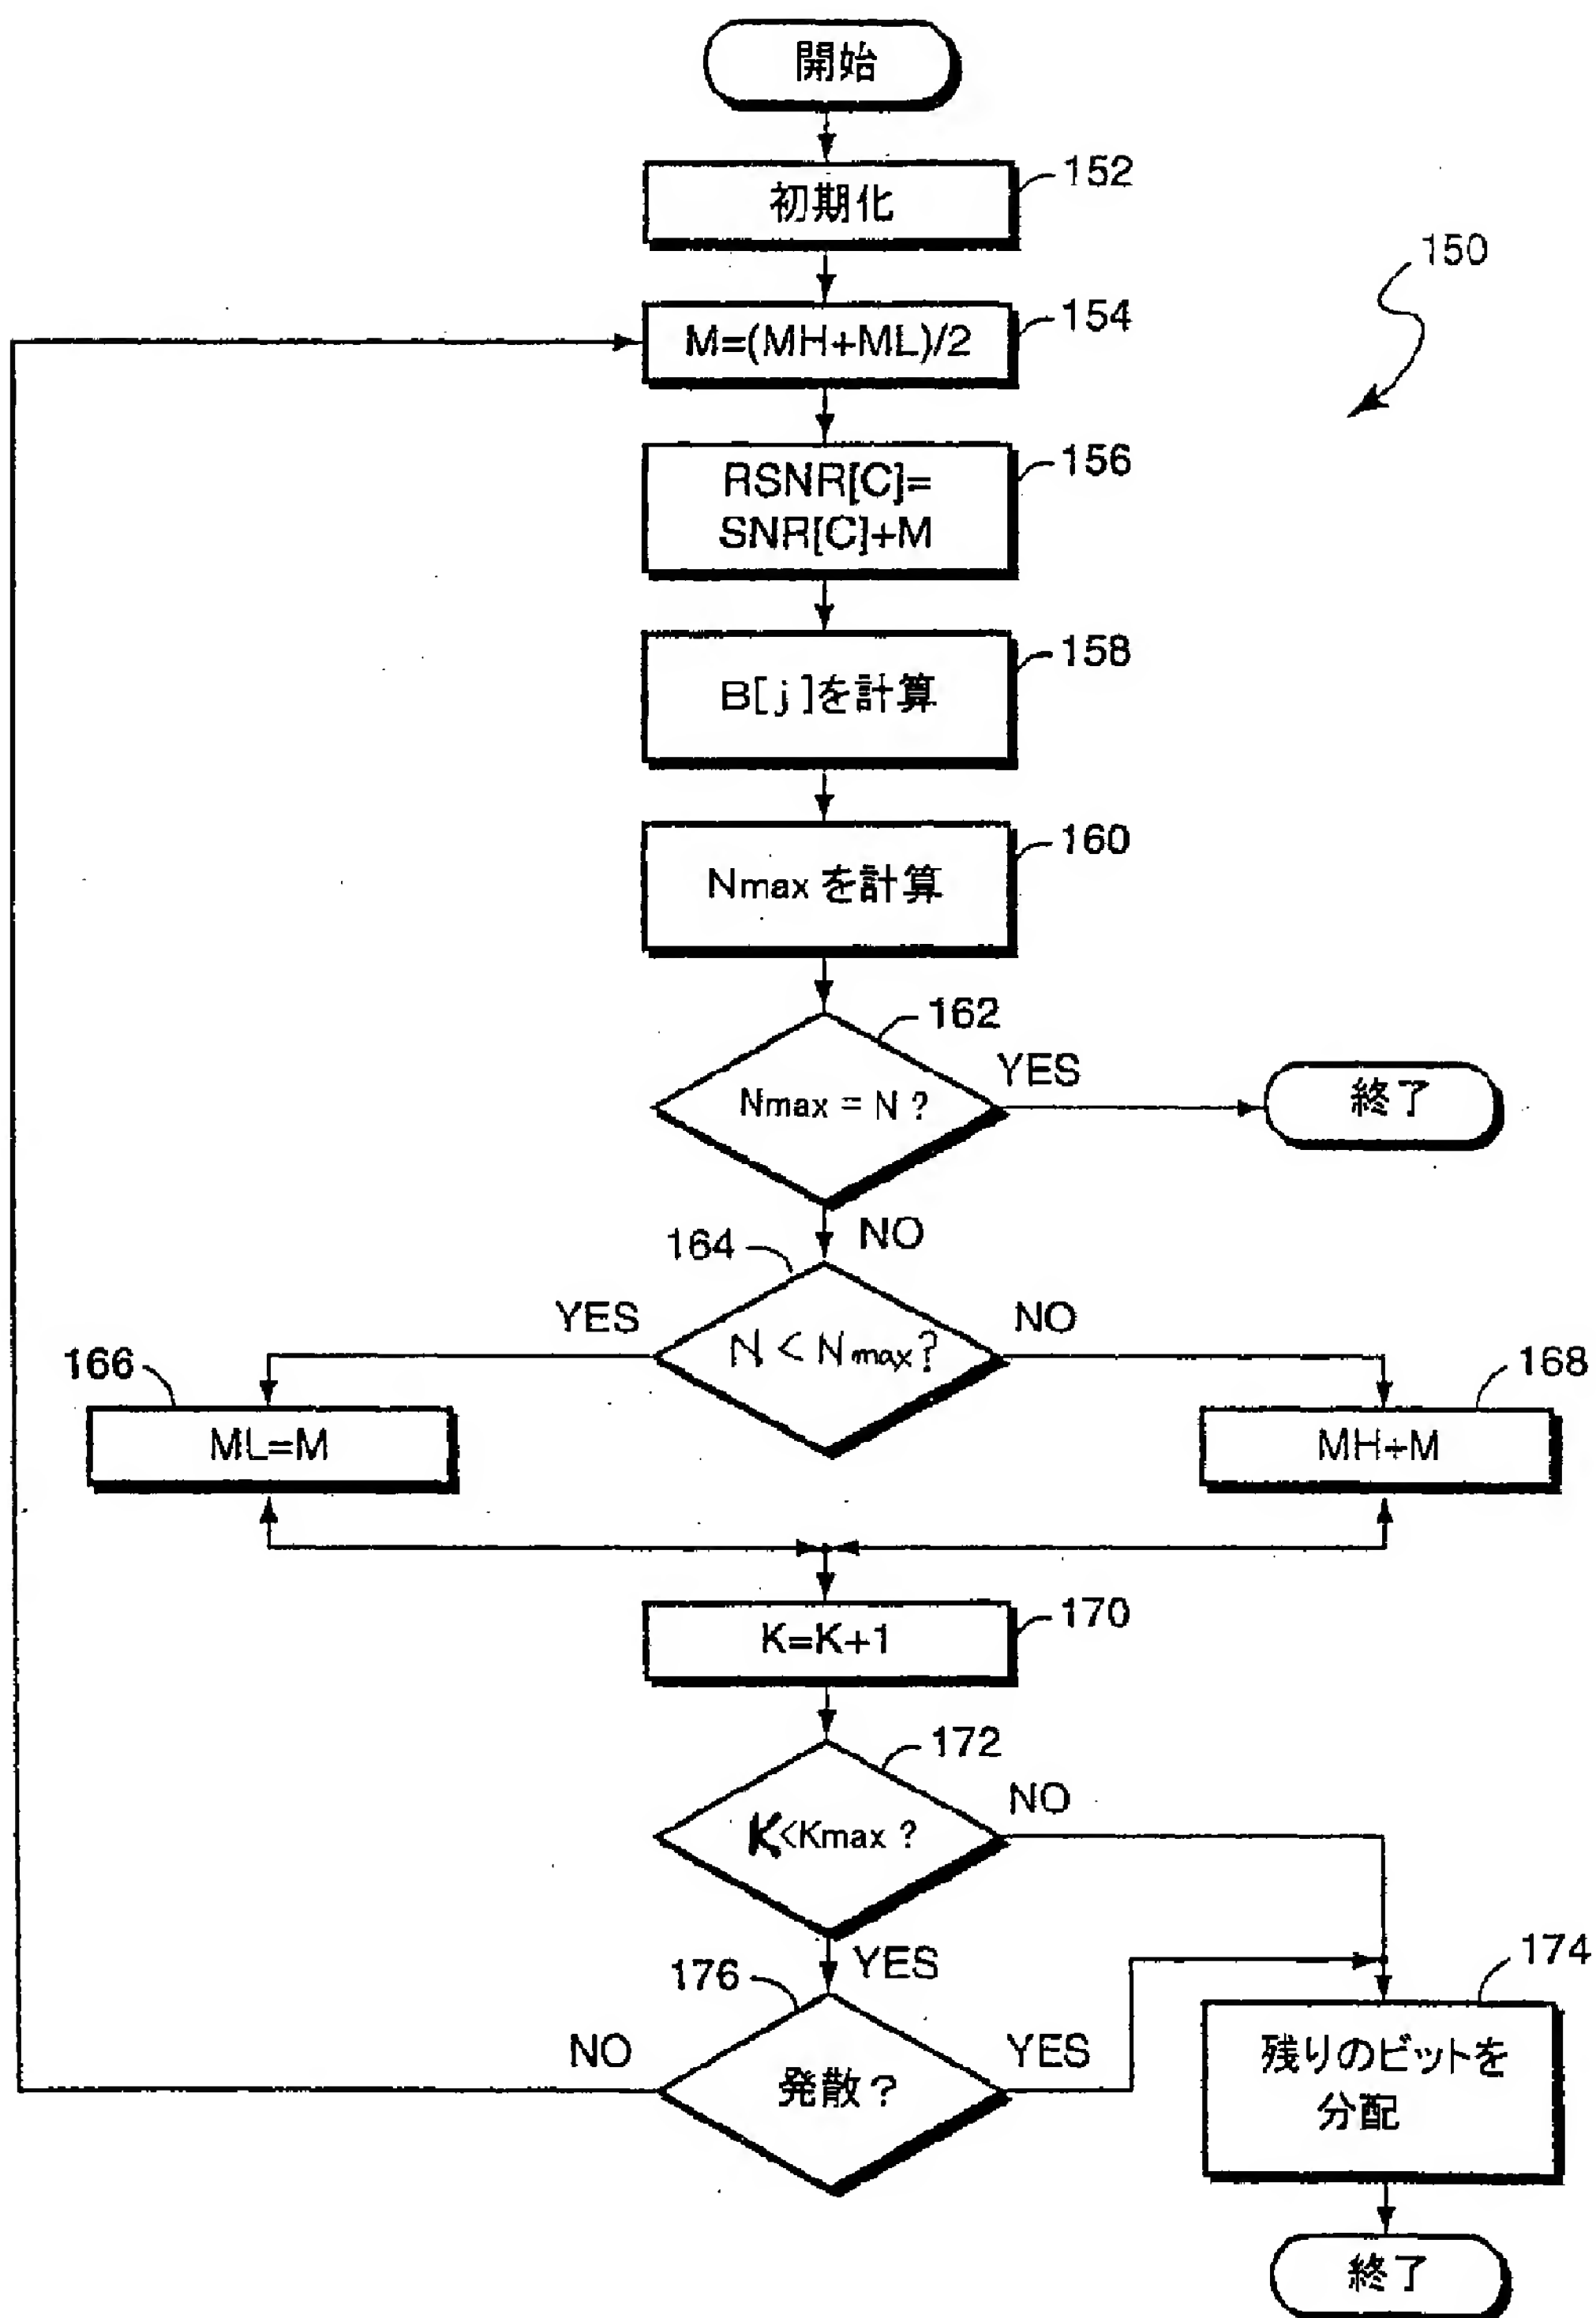 開始
152
初期化
150
154
M=(MH+ML)/2
156
RSNR[C]=
SNR[C]+M
158
B[j]を計算
160
Nmax を計算
162
Nmax = N ?
YES
終了
NO
164
N < Nmax?
YES
NO
166
ML=M
168
MH+M
170
K=K+1
172
K<Kmax ?
NO
YES
176
発散？
NO
YES
174
残りのビットを
分配
終了